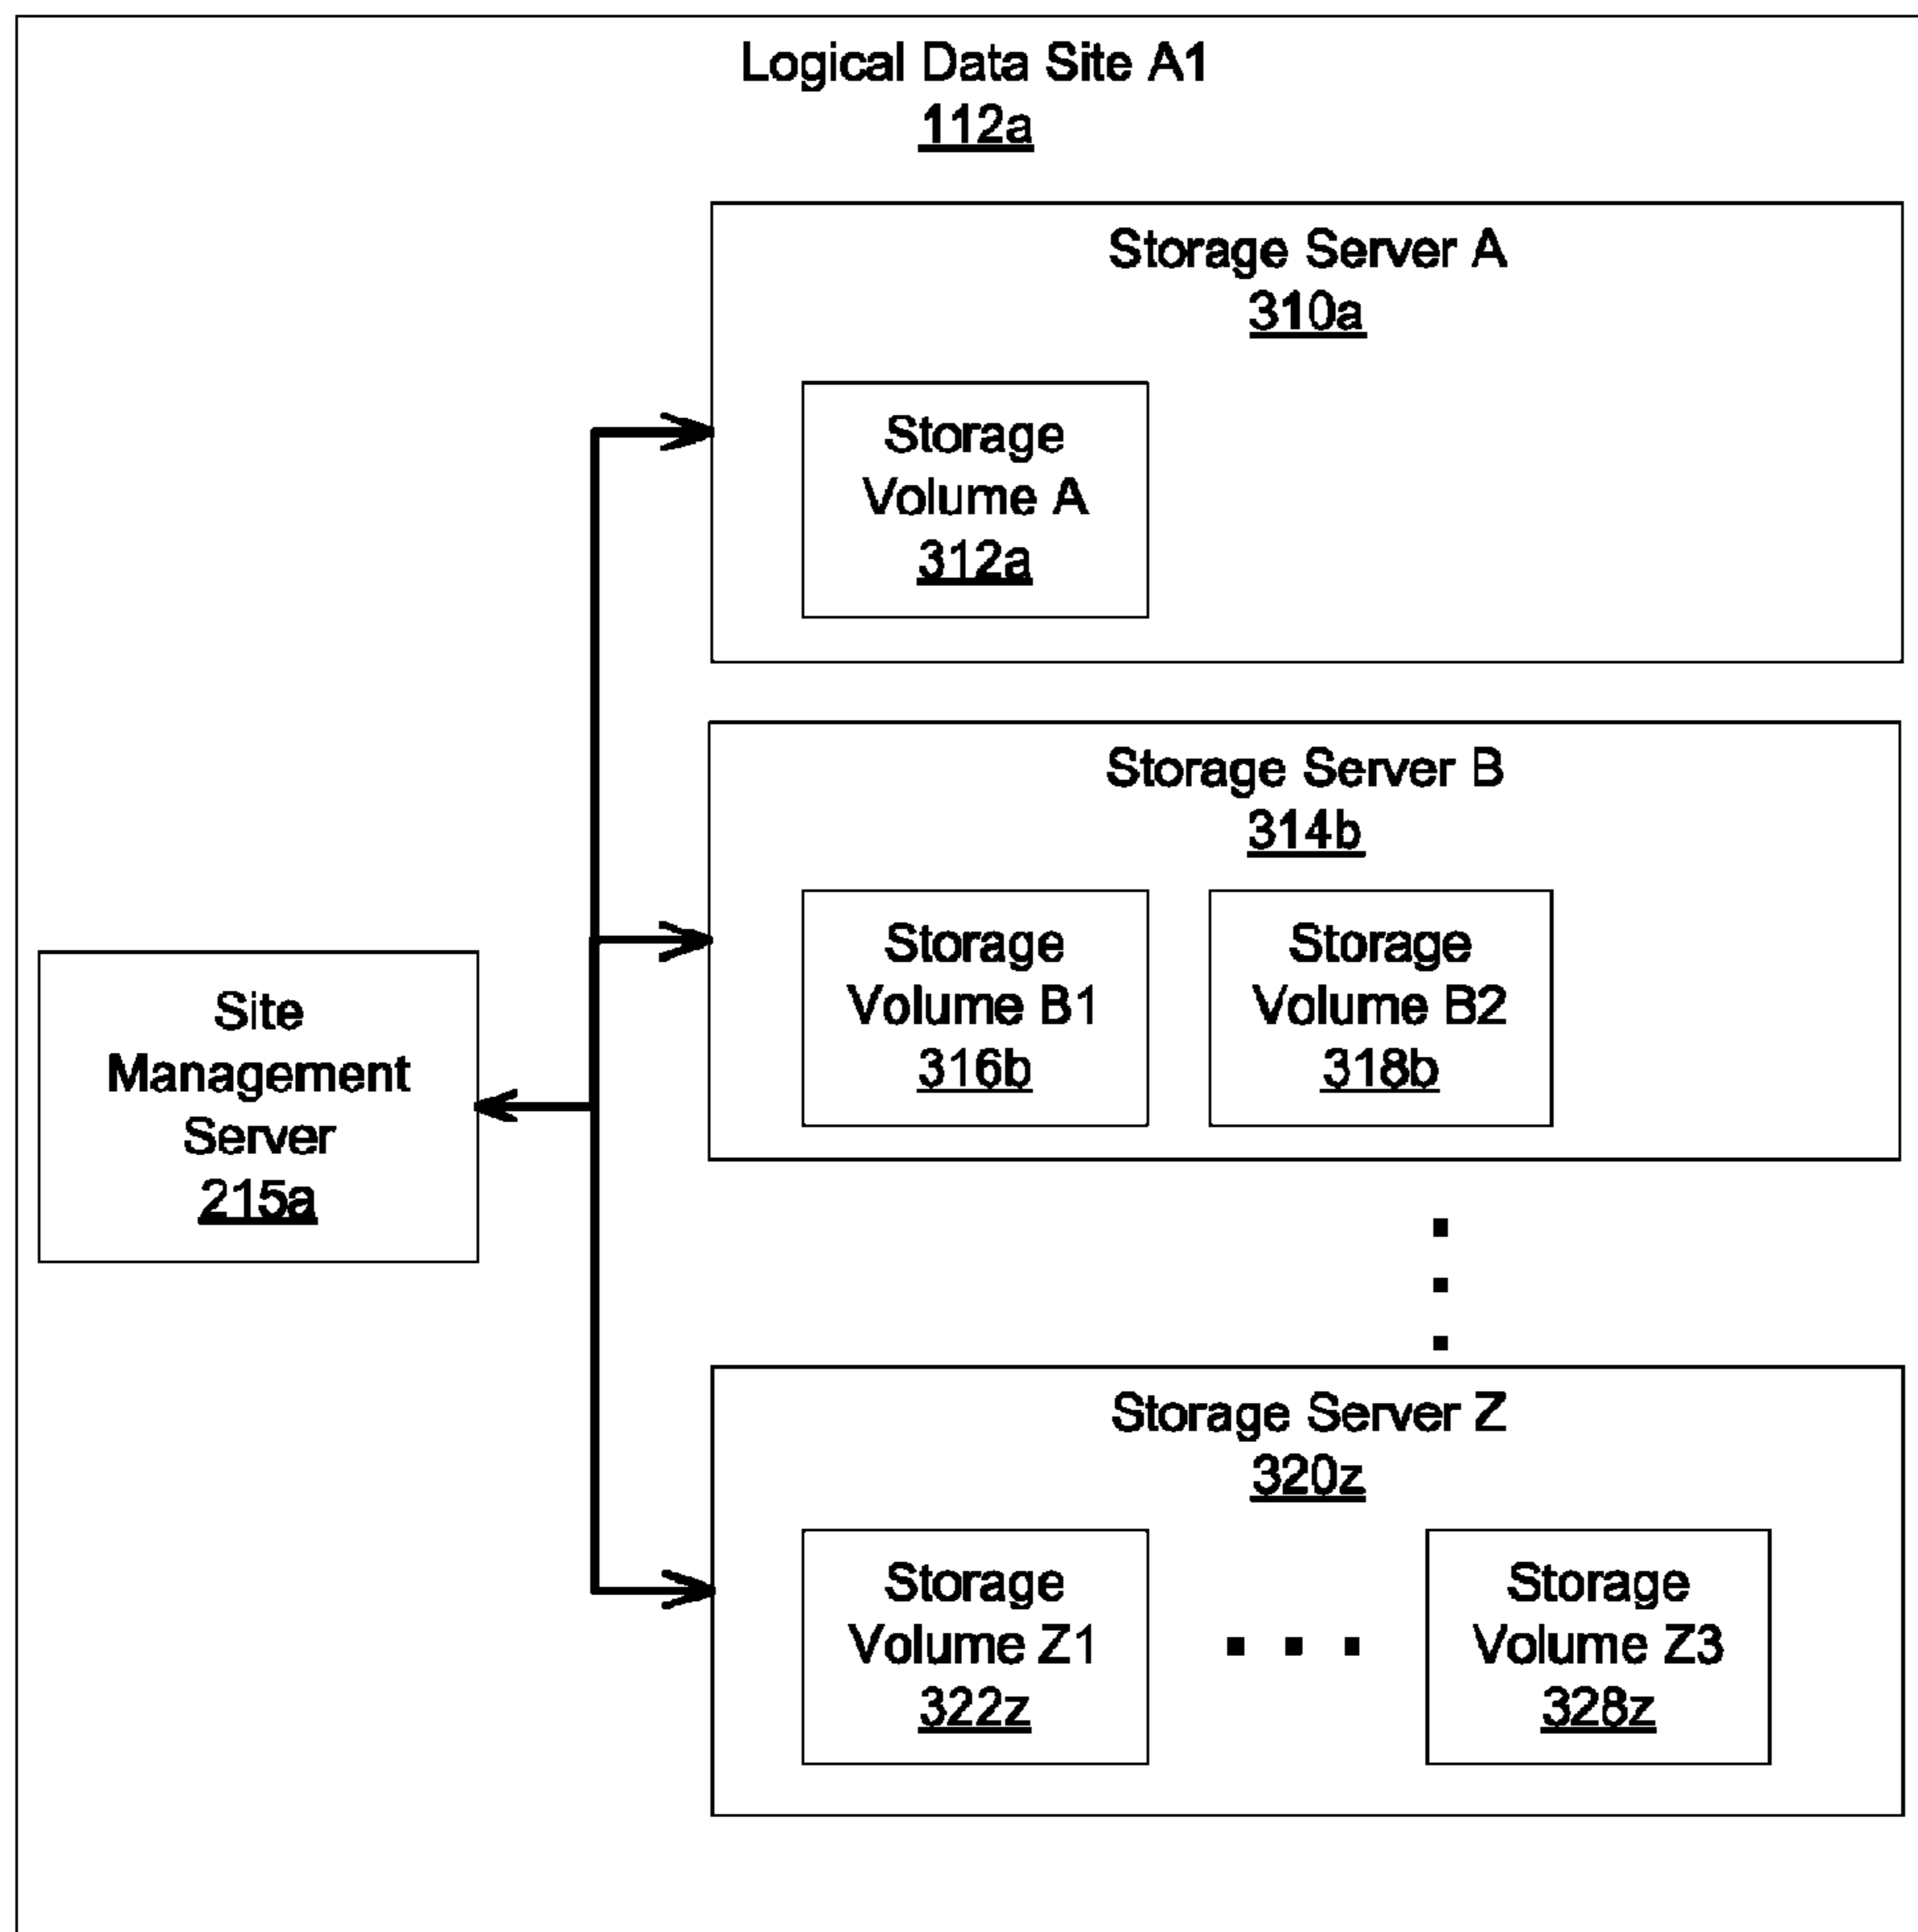 Logical Data Site A1
112a
Storage Server A
310a
Storage
Volume A
312a
Storage Server B
314b
Storage
Volume B1
316b
Storage
Volume B2
318b
Site
Management
Server
215a
Storage Server Z
320z
Storage
Volume Z1
322z
Storage
Volume Z3
328z